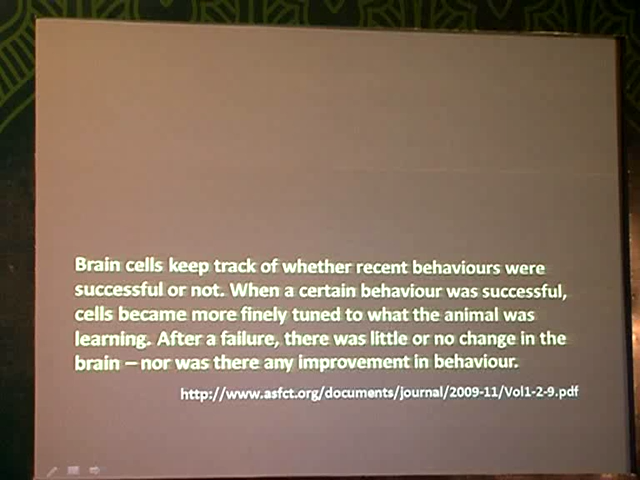 Brain cells keep track of whether recent behaviours were
successful or not. When a certain behaviour was successful,
cells became more finely tuned to what the animal was
learning. After a failure, there was little or no change in the
brain – nor was there any improvement in behaviour.
http://www.asfct.org/documents/journal/2009-11/Vol1-2-9.pdf